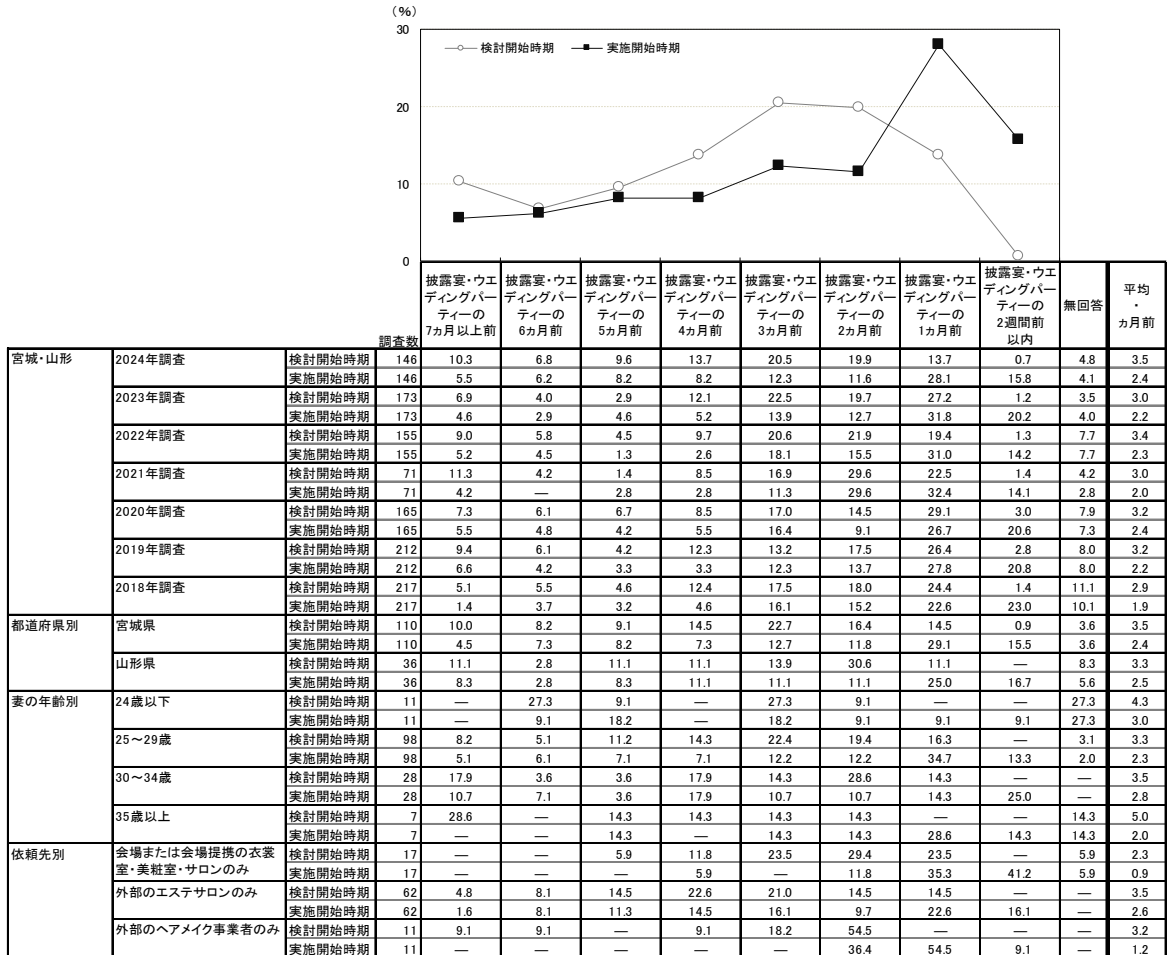 （%）
30
20
10
0
検討開始時期 実施開始時期
調査数
披露宴・ウエディングパーティーの7ヵ月以上前
披露宴・ウエディングパーティーの6ヵ月前
披露宴・ウエディングパーティーの5ヵ月前
披露宴・ウエディングパーティーの4ヵ月前
披露宴・ウエディングパーティーの3ヵ月前
披露宴・ウエディングパーティーの2ヵ月前
披露宴・ウエディングパーティーの1ヵ月前
披露宴・ウエディングパーティーの2週間前以内
無回答
平均・ヵ月前
宮城・山形 2024年調査 検討開始時期 146 10.3 6.8 9.6 13.7 20.5 19.9 13.7 0.7 4.8 3.5
実施開始時期 146 5.5 6.2 8.2 8.2 12.3 11.6 28.1 15.8 4.1 2.4
2023年調査 検討開始時期 173 6.9 4.0 2.9 12.1 22.5 19.7 27.2 1.2 3.5 3.0
実施開始時期 173 4.6 2.9 4.6 5.2 13.9 12.7 31.8 20.2 4.0 2.2
2022年調査 検討開始時期 155 9.0 5.8 4.5 9.7 20.6 21.9 19.4 1.3 7.7 3.4
実施開始時期 155 5.2 4.5 1.3 2.6 18.1 15.5 31.0 14.2 7.7 2.3
2021年調査 検討開始時期 71 11.3 4.2 1.4 8.5 16.9 29.6 22.5 1.4 4.2 3.0
実施開始時期 71 4.2 — 2.8 2.8 11.3 29.6 32.4 14.1 2.8 2.0
2020年調査 検討開始時期 165 7.3 6.1 6.7 8.5 17.0 14.5 29.1 3.0 7.9 3.2
実施開始時期 165 5.5 4.8 4.2 5.5 16.4 9.1 26.7 20.6 7.3 2.4
2019年調査 検討開始時期 212 9.4 6.1 4.2 12.3 13.2 17.5 26.4 2.8 8.0 3.2
実施開始時期 212 6.6 4.2 3.3 3.3 12.3 13.7 27.8 20.8 8.0 2.2
2018年調査 検討開始時期 217 5.1 5.5 4.6 12.4 17.5 18.0 24.4 1.4 11.1 2.9
実施開始時期 217 1.4 3.7 3.2 4.6 16.1 15.2 22.6 23.0 10.1 1.9
都道府県別 宮城県 検討開始時期 110 10.0 8.2 9.1 14.5 22.7 16.4 14.5 0.9 3.6 3.5
実施開始時期 110 4.5 7.3 8.2 7.3 12.7 11.8 29.1 15.5 3.6 2.4
山形県 検討開始時期 36 11.1 2.8 11.1 11.1 13.9 30.6 11.1 — 8.3 3.3
実施開始時期 36 8.3 2.8 8.3 11.1 11.1 11.1 25.0 16.7 5.6 2.5
妻の年齢別 24歳以下 検討開始時期 11 — 27.3 9.1 — 27.3 9.1 — — 27.3 4.3
実施開始時期 11 — 9.1 18.2 — 18.2 9.1 9.1 9.1 27.3 3.0
25～29歳 検討開始時期 98 8.2 5.1 11.2 14.3 22.4 19.4 16.3 — 3.1 3.3
実施開始時期 98 5.1 6.1 7.1 7.1 12.2 12.2 34.7 13.3 2.0 2.3
30～34歳 検討開始時期 28 17.9 3.6 3.6 17.9 14.3 28.6 14.3 — — 3.5
実施開始時期 28 10.7 7.1 3.6 17.9 10.7 10.7 14.3 25.0 — 2.8
35歳以上 検討開始時期 7 28.6 — 14.3 14.3 14.3 14.3 — — 14.3 5.0
実施開始時期 7 — — 14.3 — 14.3 14.3 28.6 14.3 14.3 2.0
依頼先別 会場または会場提携の衣裳室・美粧室・サロンのみ 検討開始時期 17 — — 5.9 11.8 23.5 29.4 23.5 — 5.9 2.3
実施開始時期 17 — — — 5.9 — 11.8 35.3 41.2 5.9 0.9
外部のエステサロンのみ 検討開始時期 62 4.8 8.1 14.5 22.6 21.0 14.5 14.5 — — 3.5
実施開始時期 62 1.6 8.1 11.3 14.5 16.1 9.7 22.6 16.1 — 2.6
外部のヘアメイク事業者のみ 検討開始時期 11 9.1 9.1 — 9.1 18.2 54.5 — — — 3.2
実施開始時期 11 — — — — — 36.4 54.5 9.1 — 1.2